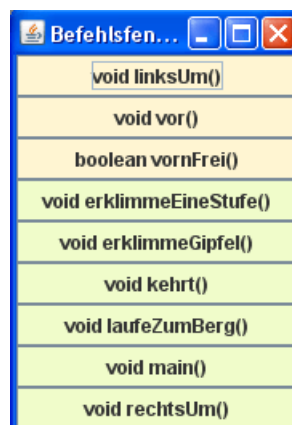 Befehlsfen...
void linksUm()
void vor()
boolean vornFrei()
void erklimmeEineStufe()
void erklimmeGipfel()
void kehrt()
void laufeZumBerg()
void main()
void rechtsUm()